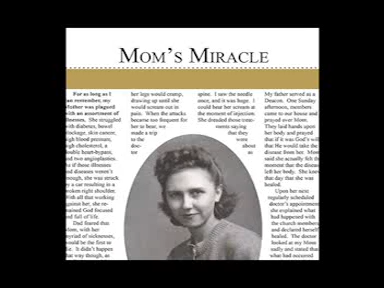 MOM'S MIRACLE
For as long as I
can remember, my
Mother was plagued
with an assortment of
illnesses. She struggled
with diabetes, bowel
blockage, skin cancer,
high blood pressure,
high cholesterol, a
double heart-bypass,
and two angioplasties.
As if these illnesses
and diseases weren't
enough, she was struck
by a car resulting in a
broken right shoulder.
With all that working
against her, she re-
mained God focused
and full of life.
Dad feared that
Mom, with her
myriad of sicknesses,
would be the first to
die. It didn't happen
that way though, as
her legs would cramp,
drawing up until she
would scream out in
pain. When the attacks
became too frequent for
her to bear, we
made a trip
to the
doc-
tor
spine. I saw the needle
once, and it was huge. I
could hear her scream at
the moment of injection.
She dreaded those treat-
ments saying
that they
were
about
as
My father served as a
Deacon. One Sunday
afternoon, members
came to our house and
prayed over Mom.
They laid hands upon
her body and prayed
that if it was God's will
that He would take the
disease from her. Mom
said she actually felt the
moment that the disease
left her body. She knew
that day that she was
healed.
Upon her next
regularly scheduled
doctor's appointment
she explained what
had happened with
the church members
and declared herself
healed. The doctor
looked at my Mom
sadly and stated that
what had occurred